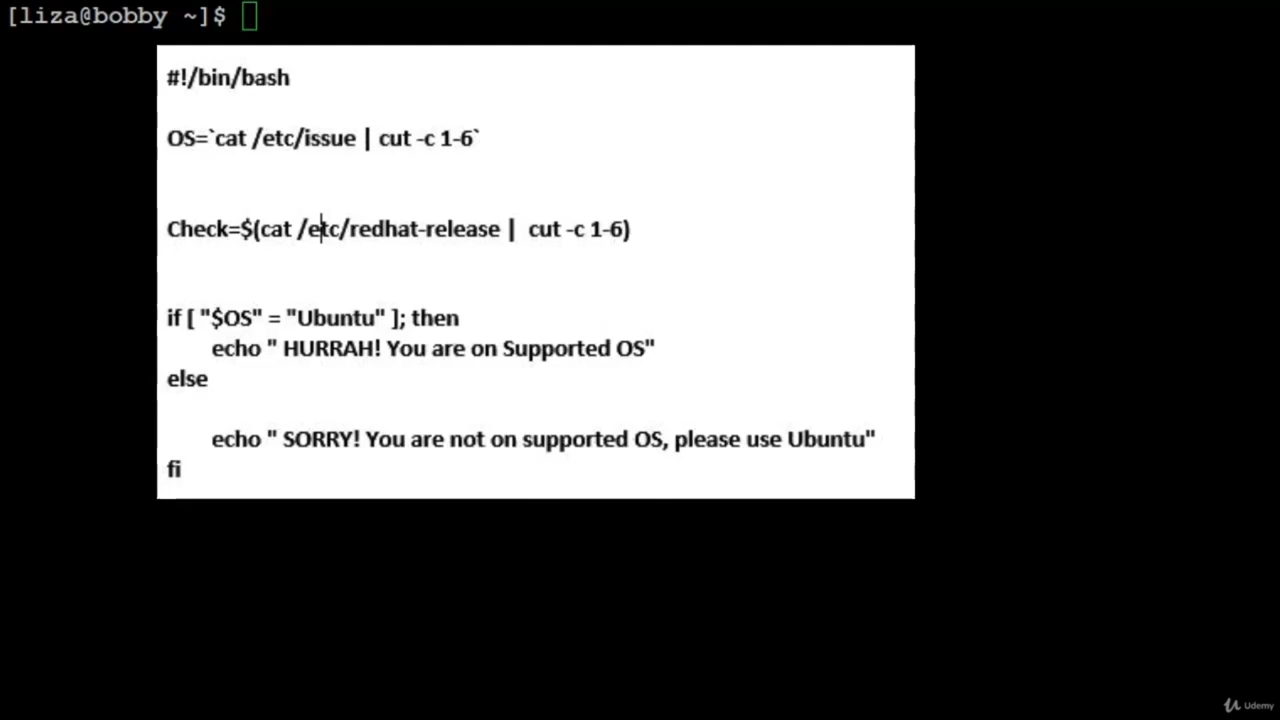 [liza@bobby ~]$
#!/bin/bash
OS=`cat /etc/issue | cut -c 1-6`
Check=$(cat /etc/redhat-release |  cut -c 1-6)
if [ "$OS" = "Ubuntu" ]; then
echo " HURRAH! You are on Supported OS"
else
echo " SORRY! You are not on supported OS, please use Ubuntu"
fi
Udemy